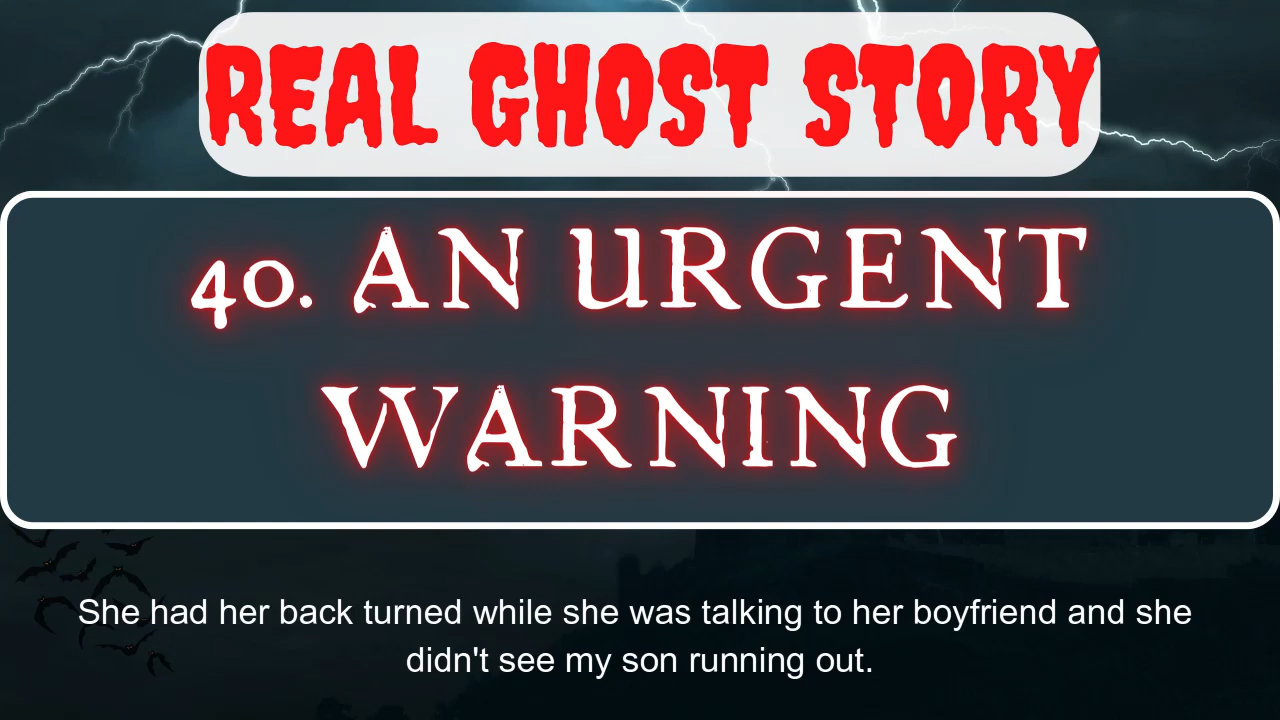 REAL GHOST STORY
40. AN URGENT
WARNING
She had her back turned while she was talking to her boyfriend and she
didn't see my son running out.